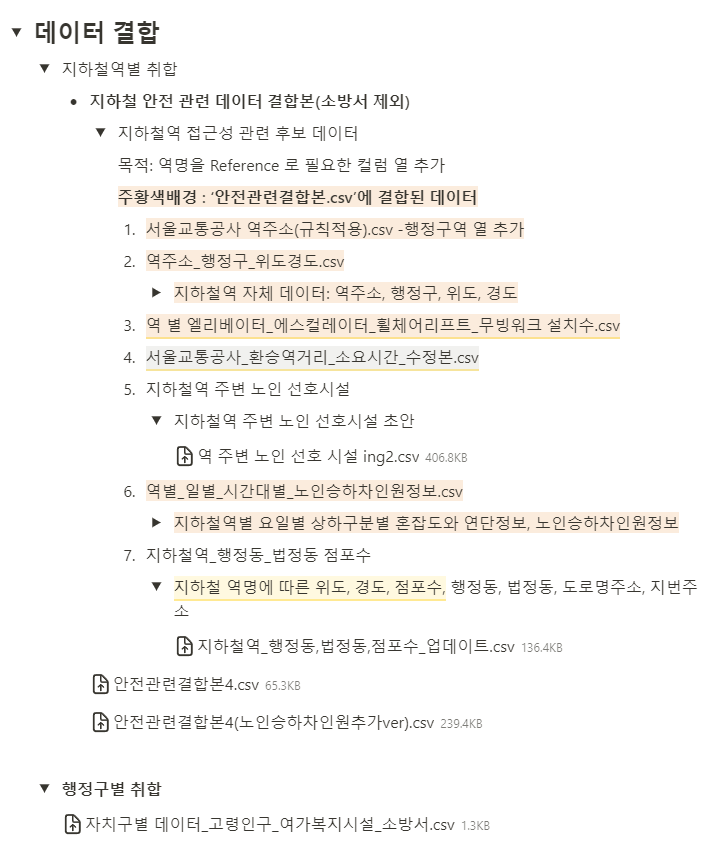 데이터 결합
지하철역별 취합
지하철 안전 관련 데이터 결합본(소방서 제외)
지하철역 접근성 관련 후보 데이터
목적: 역명을 Reference 로 필요한 컬럼 열 추가
주황색배경 : ‘안전관련결합본.csv’에 결합된 데이터
1. 서울교통공사 역주소(규칙적용).csv -행정구역 열 추가
2. 역주소_행정구_위도경도.csv
지하철역 자체 데이터: 역주소, 행정구, 위도, 경도
3. 역 별 엘리베이터_에스컬레이터_휠체어리프트_무빙워크 설치수.csv
4. 서울교통공사_환승역거리_소요시간_수정본.csv
5. 지하철역 주변 노인 선호시설
지하철역 주변 노인 선호시설 초안
역 주변 노인 선호 시설 ing2.csv 406.8KB
6. 역별_일별_시간대별_노인승하차인원정보.csv
지하철역별 요일별 상하구분별 혼잡도와 연단정보, 노인승하차인원정보
7. 지하철역_행정동_법정동 점포수
지하철 역명에 따른 위도, 경도, 점포수, 행정동, 법정동, 도로명주소, 지번주
소
지하철역_행정동,법정동,점포수_업데이트.csv 136.4KB
안전관련결합본4.csv 65.3KB
안전관련결합본4(노인승하차인원추가ver).csv 239.4KB
행정구별 취합
자치구별 데이터_고령인구_여가복지시설_소방서.csv 1.3KB